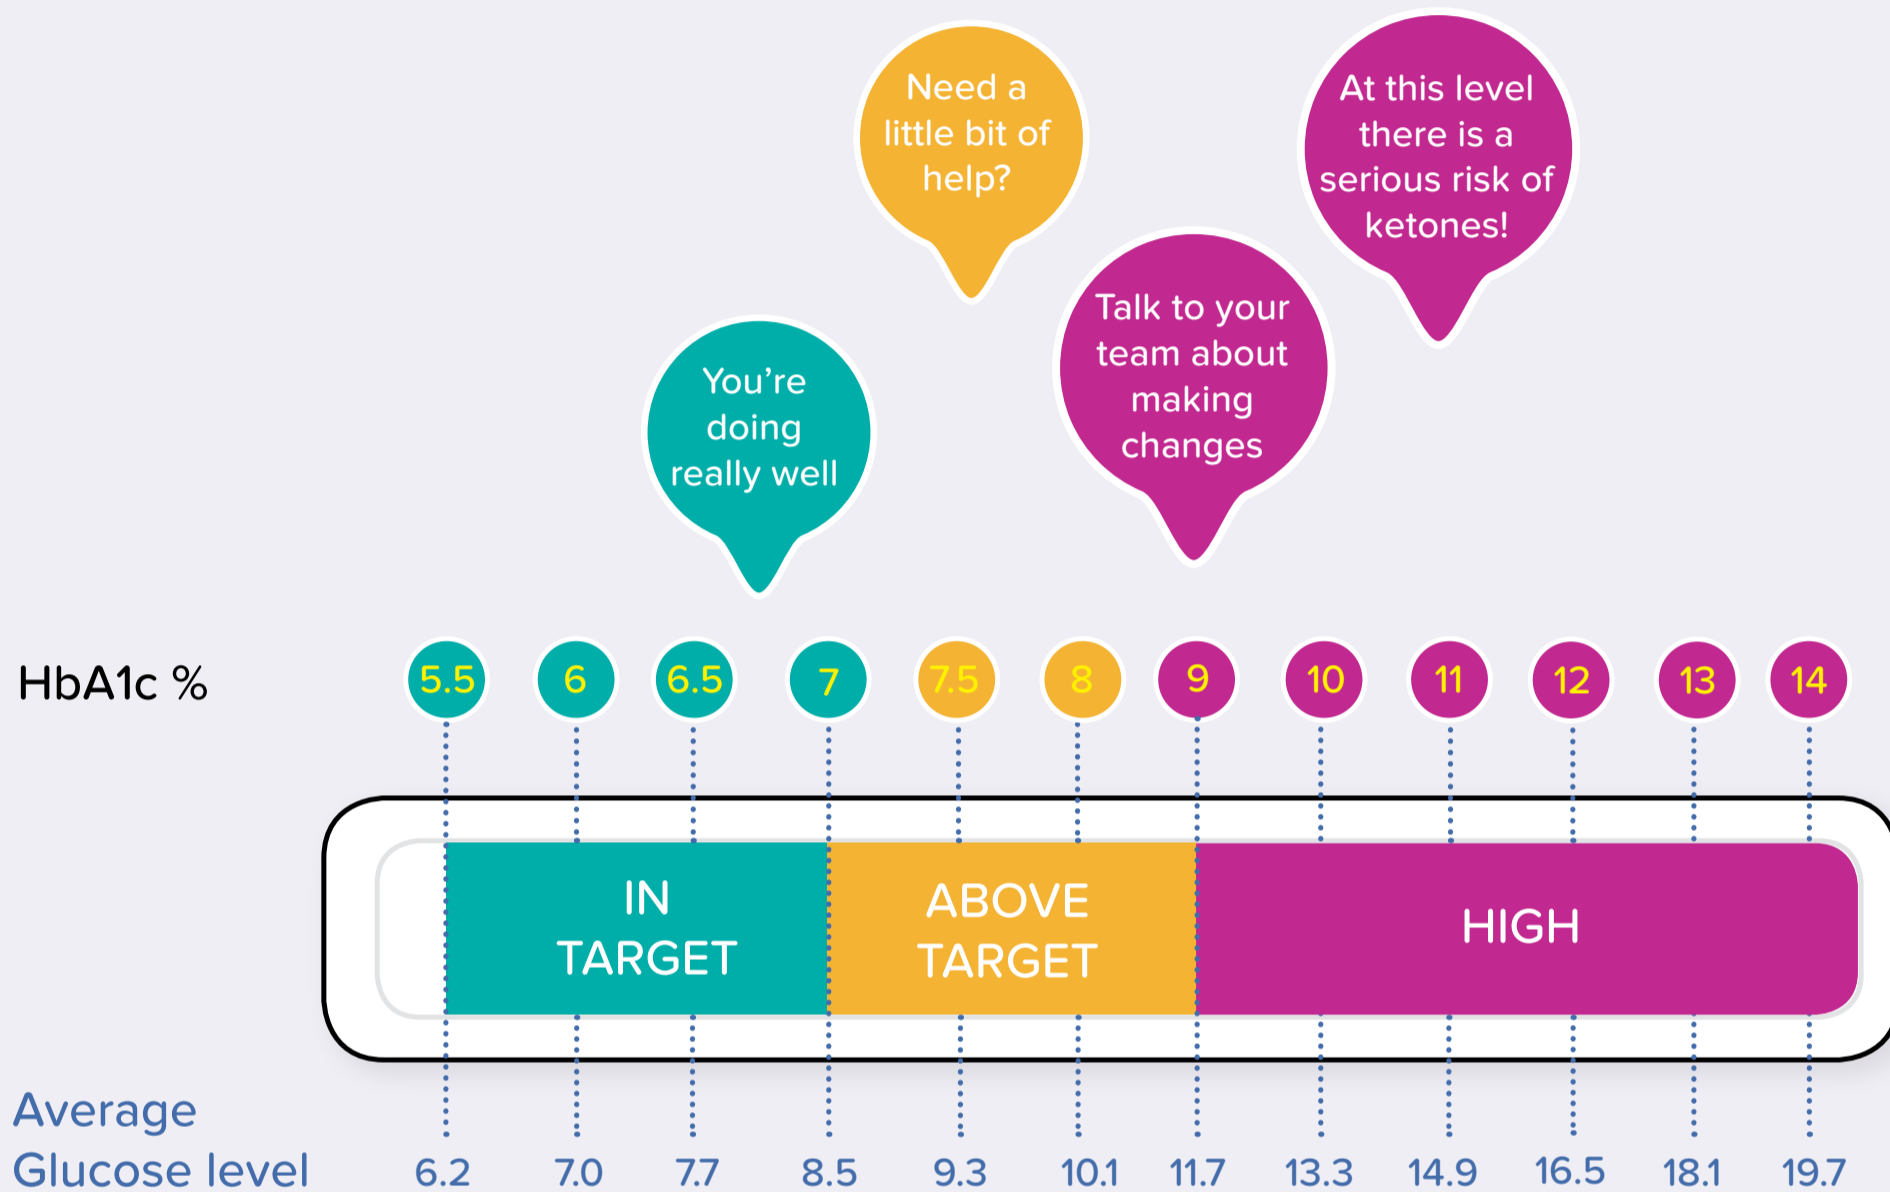 Need a
little bit of
help?
At this level
there is a
serious risk of
ketones!
Talk to your
team about
making
changes
You're
doing
really well
HbA1c %
5.5 6 6.5 7 7.5 8 9 10 11 12 13 14
IN
TARGET
ABOVE
TARGET
HIGH
Average
Glucose level
6.2 7.0 7.7 8.5 9.3 10.1 11.7 13.3 14.9 16.5 18.1 19.7